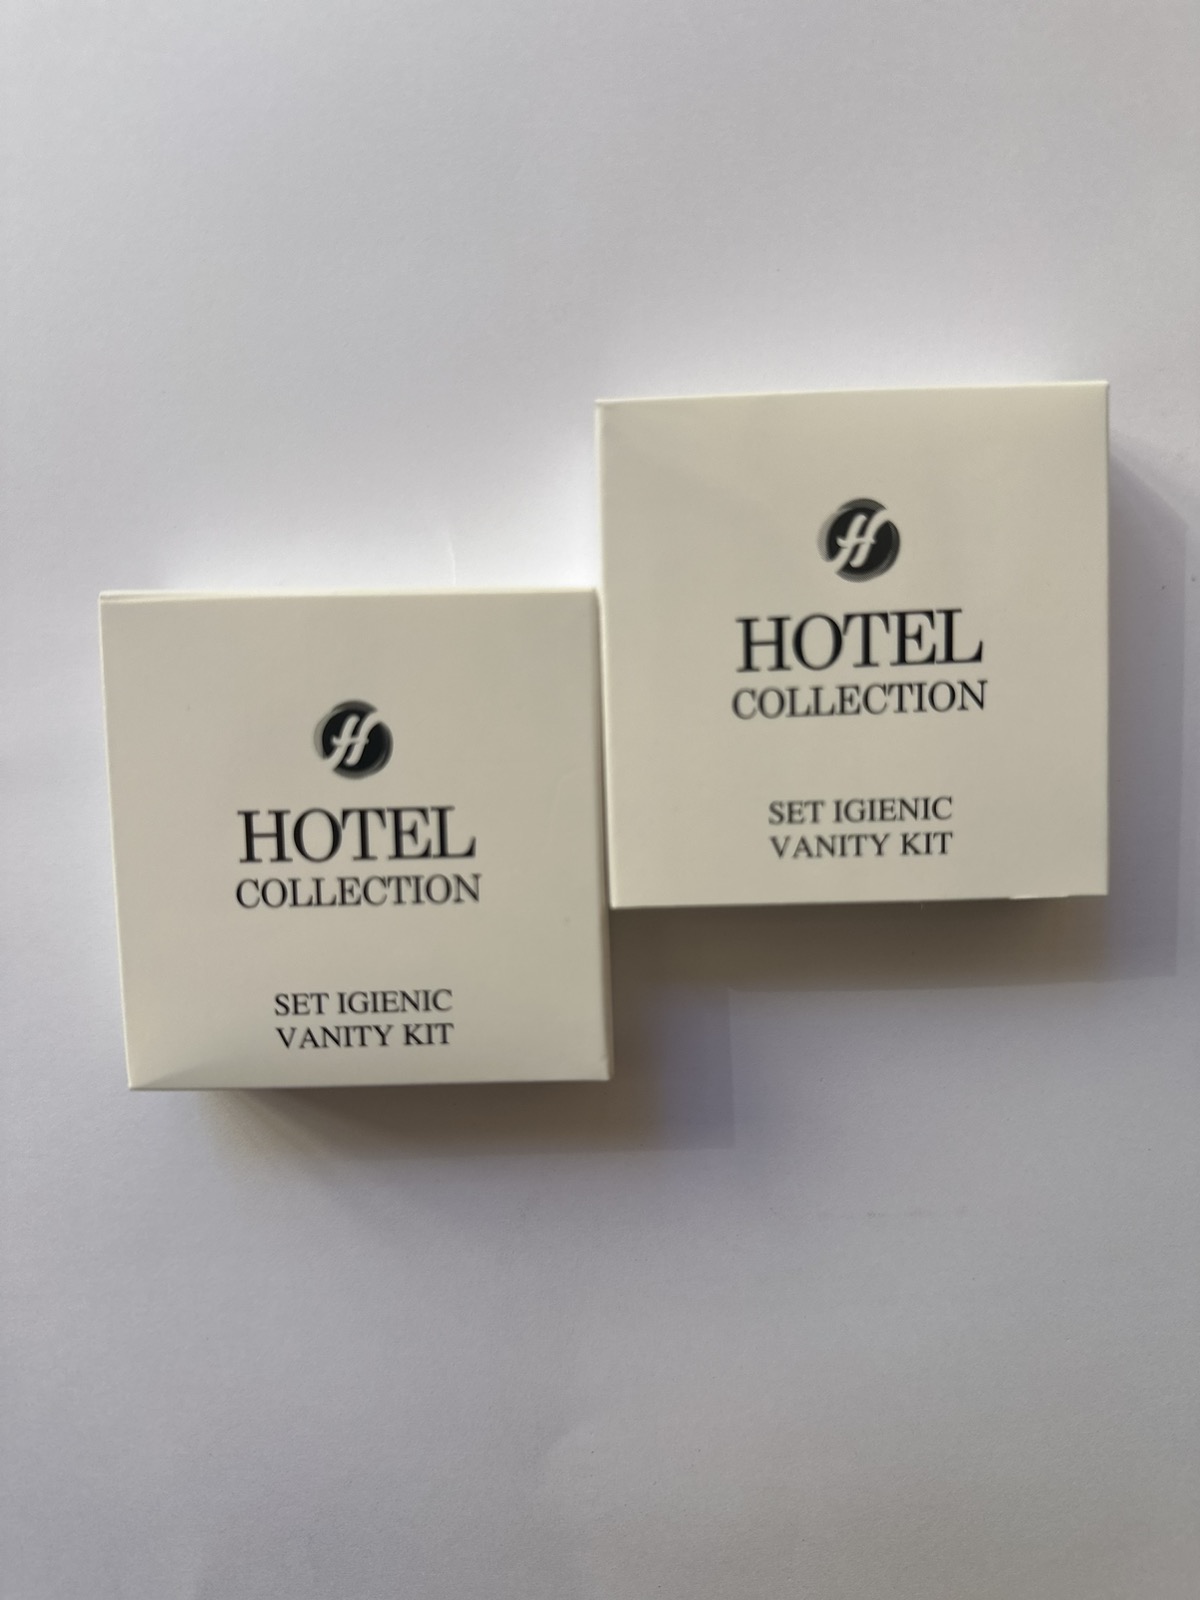 H
HOTEL
COLLECTION
SET IGIENIC
VANITY KIT
H
HOTEL
COLLECTION
SET IGIENIC
VANITY KIT